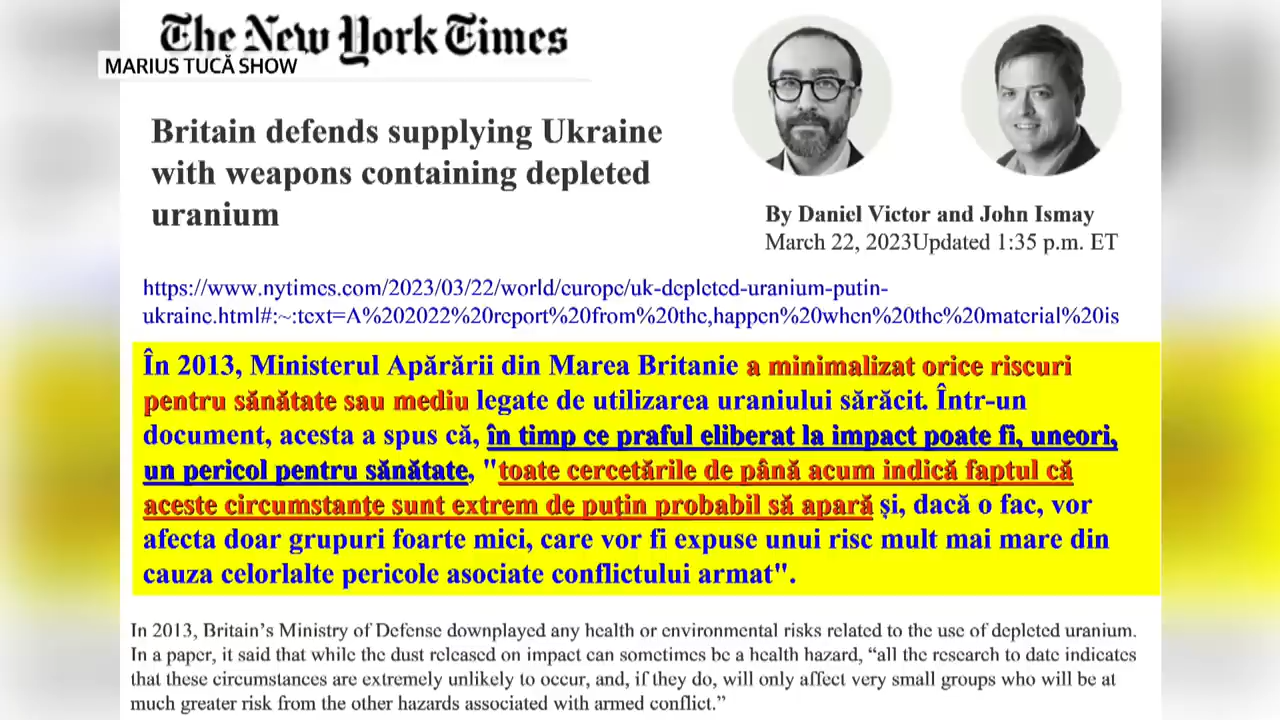 The New York Times
MARIUS TUCĂ SHOW
Britain defends supplying Ukraine
with weapons containing depleted
uranium
By Daniel Victor and John Ismay
March 22, 2023Updated 1:35 p.m. ET
https://www.nytimes.com/2023/03/22/world/europe/uk-depleted-uranium-putin-
ukraine.html#:~:text=A%202022%20report%20from%20the,happen%20when%20the%20material%20is
În 2013, Ministerul Apărării din Marea Britanie a minimalizat orice riscuri
pentru sănătate sau mediu legate de utilizarea uraniului sărăcit. Într-un
document, acesta a spus că, în timp ce praful eliberat la impact poate fi, uneori,
un pericol pentru sănătate, "toate cercetările de până acum indică faptul că
aceste circumstanțe sunt extrem de puțin probabil să apară și, dacă o fac, vor
afecta doar grupuri foarte mici, care vor fi expuse unui risc mult mai mare din
cauza celorlalte pericole asociate conflictului armat".
In 2013, Britain’s Ministry of Defense downplayed any health or environmental risks related to the use of depleted uranium.
In a paper, it said that while the dust released on impact can sometimes be a health hazard, “all the research to date indicates
that these circumstances are extremely unlikely to occur, and, if they do, will only affect very small groups who will be at
much greater risk from the other hazards associated with armed conflict.”